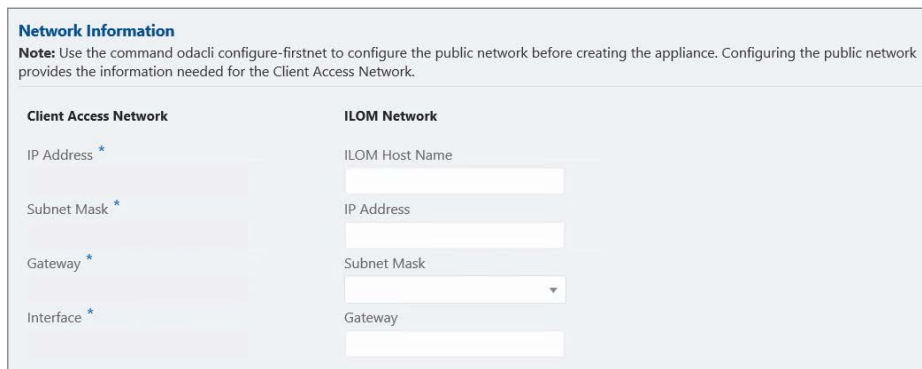 Network Information
Note: Use the command odacli configure-firstnet to configure the public network before creating the appliance. Configuring the public network
provides the information needed for the Client Access Network.
Client Access Network
IP Address *
Subnet Mask *
Gateway *
Interface *
ILOM Network
ILOM Host Name
IP Address
Subnet Mask
Gateway